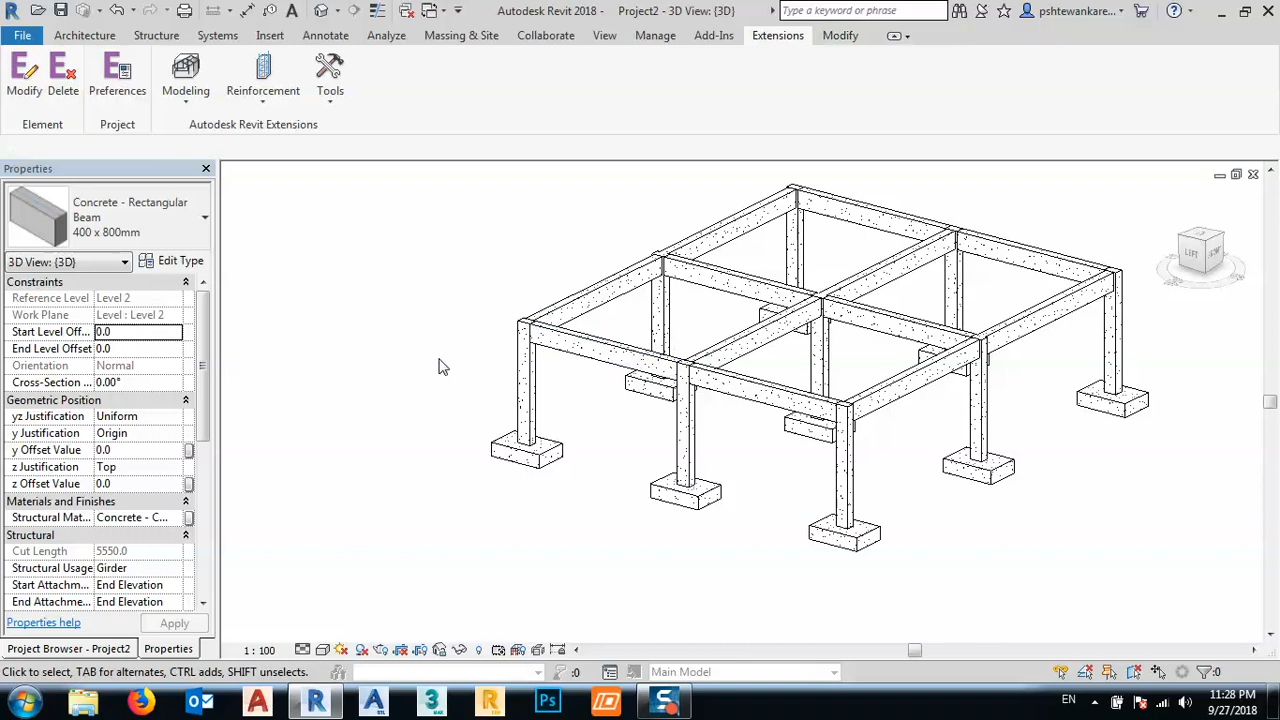 Autodesk Revit 2018 - Project2 - 3D View: {3D}
Type a keyword or phrase
pshtewankare...
File Architecture Structure Systems Insert Annotate Analyze Massing & Site Collaborate View Manage Add-Ins Extensions Modify
Modify Delete Preferences Modeling Reinforcement Tools
Element Project Autodesk Revit Extensions
Properties
Concrete - Rectangular
Beam
400 x 800mm
3D View: {3D} Edit Type
Constraints
Reference Level Level 2
Work Plane Level : Level 2
Start Level Off... 0.0
End Level Offset 0.0
Orientation Normal
Cross-Section ... 0.00°
Geometric Position
yz Justification Uniform
y Justification Origin
y Offset Value 0.0
z Justification Top
z Offset Value 0.0
Materials and Finishes
Structural Mat... Concrete - C...
Structural
Cut Length 5550.0
Structural Usage Girder
Start Attachm... End Elevation
End Attachme... End Elevation
Properties help Apply
Project Browser - Project2 Properties
1 : 100
Click to select, TAB for alternates, CTRL adds, SHIFT unselects.
:0
Main Model
:0
LEFT
EN
11:28 PM
9/27/2018